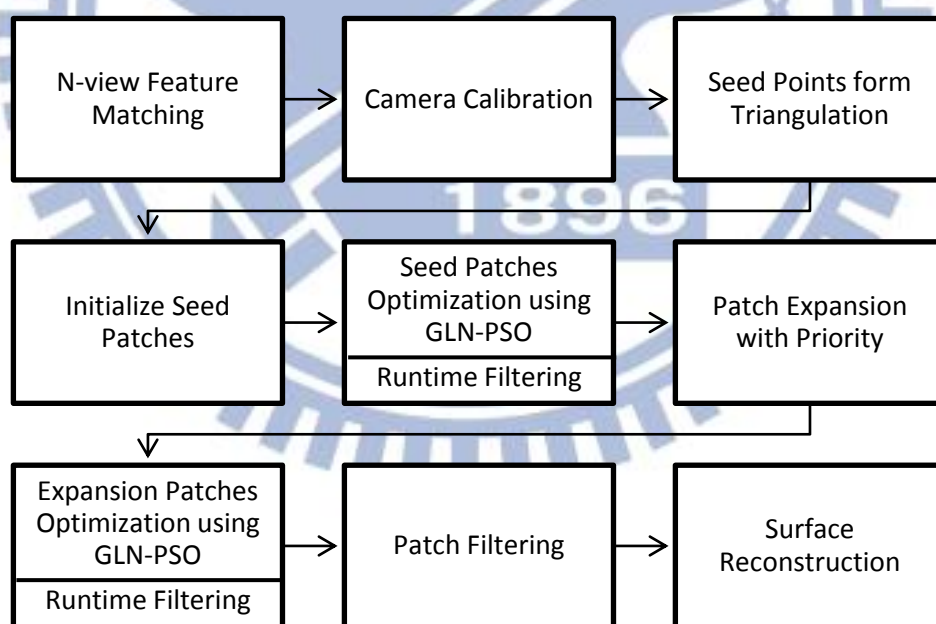 N-view Feature
Matching
Camera Calibration
Seed Points form
Triangulation
1896
Initialize Seed
Patches
Seed Patches
Optimization using
GLN-PSO
Runtime Filtering
Patch Expansion
with Priority
Expansion Patches
Optimization using
GLN-PSO
Runtime Filtering
Patch Filtering
Surface
Reconstruction